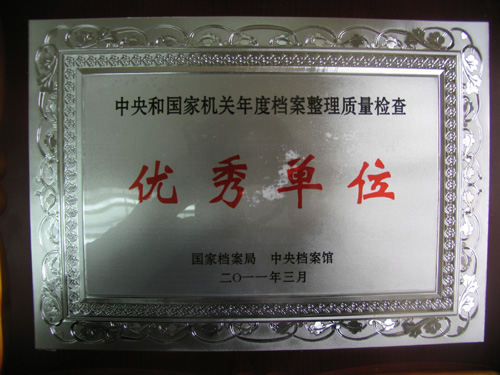 中央和国家机关年度档案整理质量检查
优秀单位
国家档案局 中央档案馆
二〇一一年三月